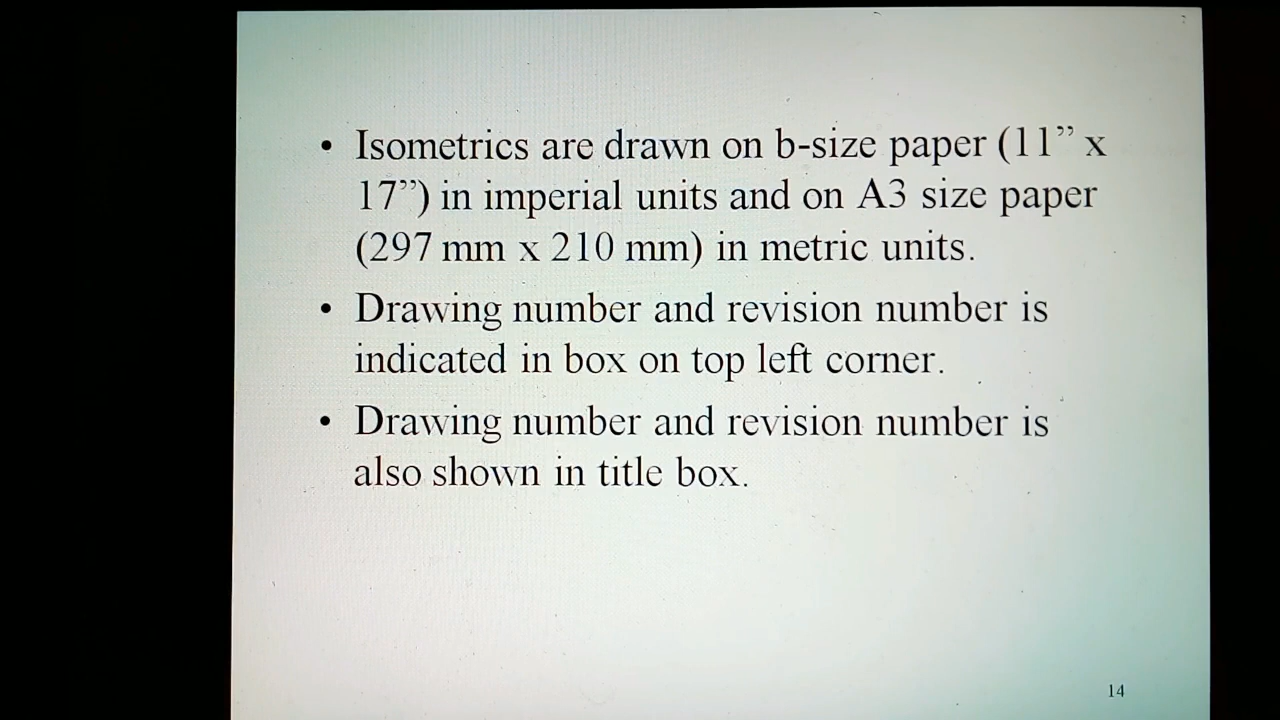 • Isometrics are drawn on b-size paper (11” x
17”) in imperial units and on A3 size paper
(297 mm x 210 mm) in metric units.
• Drawing number and revision number is
indicated in box on top left corner.
• Drawing number and revision number is
also shown in title box.
14